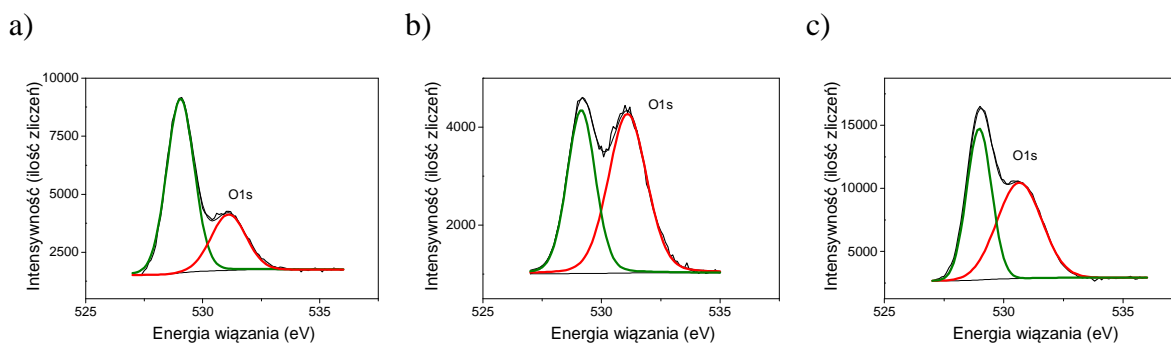 a)
b)
c)
Intensywność (ilość zliczeń)
10000
7500
5000
2500
O1s
525
530
535
Energia wiązania (eV)
Intensywność (ilość zliczeń)
4000
2000
O1s
525
530
535
Energia wiązania (eV)
Intensywność (ilość zliczeń)
15000
10000
5000
O1s
525
530
535
Energia wiązania (eV)